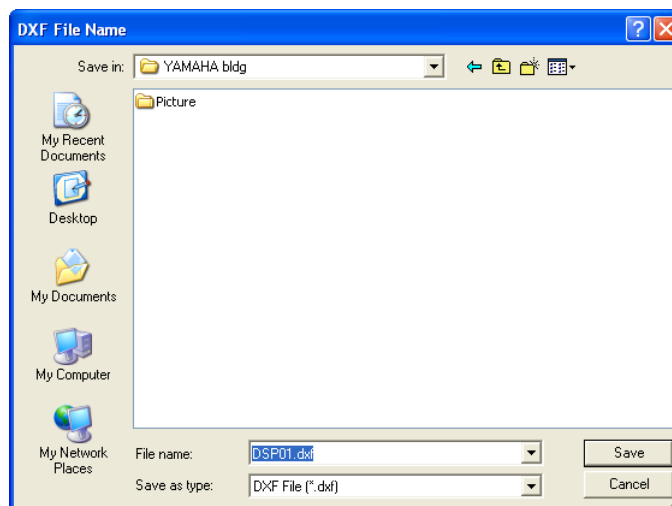 DXF File Name
Save in: YAMAHA bldg
Picture
My Recent
Documents
Desktop
My Documents
My Computer
My Network
Places
File name: DSP01.dxf Save
Save as type: DXF File (*.dxf) Cancel